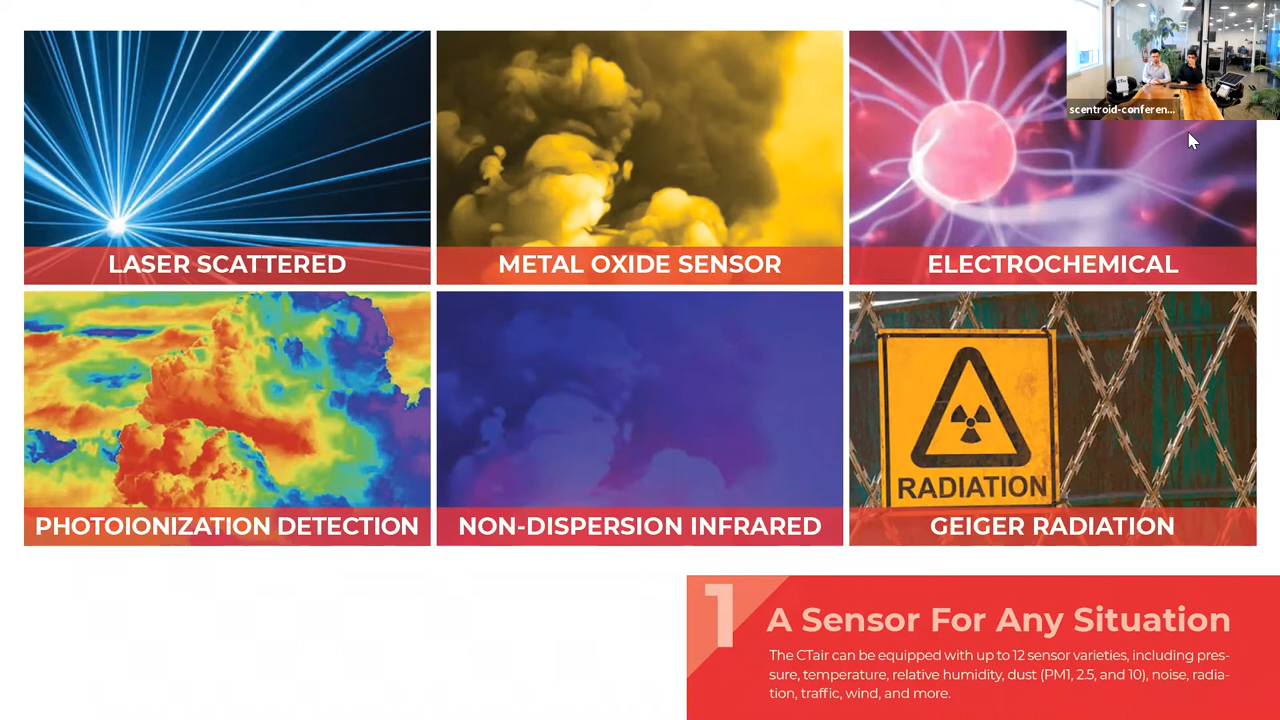 scentroid-conferen...
LASER SCATTERED
METAL OXIDE SENSOR
ELECTROCHEMICAL
RADIATION
PHOTOIONIZATION DETECTION
NON-DISPERSION INFRARED
GEIGER RADIATION
1
A Sensor For Any Situation
The CTair can be equipped with up to 12 sensor varieties, including pres-
sure, temperature, relative humidity, dust (PM1, 2.5, and 10), noise, radia-
tion, traffic, wind, and more.